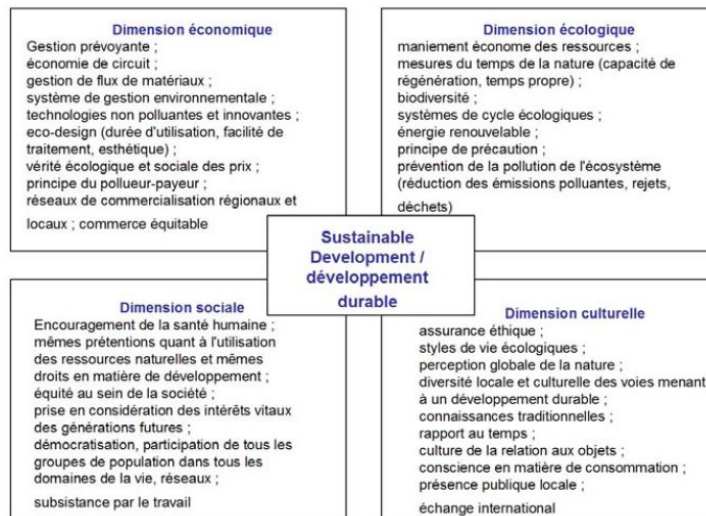 Dimension économique
Gestion prévoyante ;
économie de circuit ;
gestion de flux de matériaux ;
système de gestion environnementale ;
technologies non polluantes et innovantes ;
eco-design (durée d'utilisation, facilité de
traitement, esthétique) ;
vérité écologique et sociale des prix ;
principe du pollueur-payeur ;
réseaux de commercialisation régionaux et
locaux ; commerce équitable
Dimension écologique
maniement économe des ressources ;
mesures du temps de la nature (capacité de
régénération, temps propre) ;
biodiversité ;
systèmes de cycle écologiques ;
énergie renouvelable ;
principe de précaution ;
prévention de la pollution de l'écosystème
(réduction des émissions polluantes, rejets,
déchets)
Sustainable
Development /
développement
durable
Dimension sociale
Encouragement de la santé humaine ;
mêmes prétentions quant à l'utilisation
des ressources naturelles et mêmes
droits en matière de développement ;
équité au sein de la société ;
prise en considération des intérêts vitaux
des générations futures ;
démocratisation, participation de tous les
groupes de population dans tous les
domaines de la vie, réseaux ;
subsistance par le travail
Dimension culturelle
assurance éthique ;
styles de vie écologiques ;
perception globale de la nature ;
diversité locale et culturelle des voies menant
à un développement durable ;
connaissances traditionnelles ;
rapport au temps ;
culture de la relation aux objets ;
conscience en matière de consommation ;
présence publique locale ;
échange international